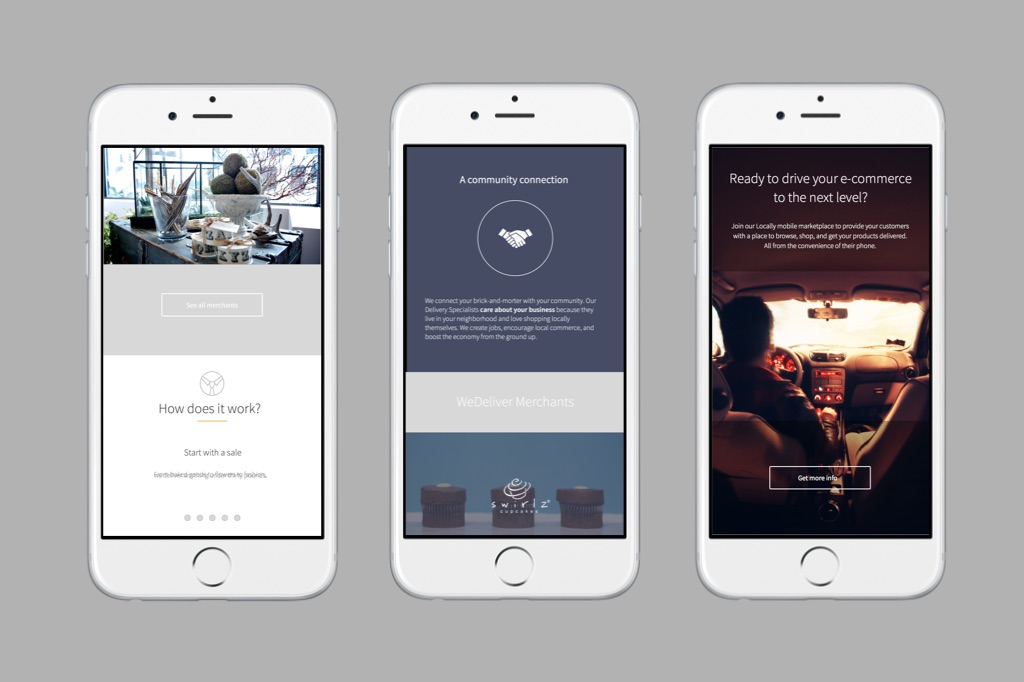 See all merchants
How does it work?
Start with a sale
A community connection
We connect your brick-and-morter with your community. Our
Delivery Specialists care about your business because they
live in your neighborhood and love shopping locally
themselves. We create jobs, encourage local commerce, and
boost the economy from the ground up.
WeDeliver Merchants
swirlz
cupcakes
Ready to drive your e-commerce
to the next level?
Join our Locally mobile marketplace to provide your customers
with a place to browse, shop, and get your products delivered.
All from the convenience of their phone.
Get more info